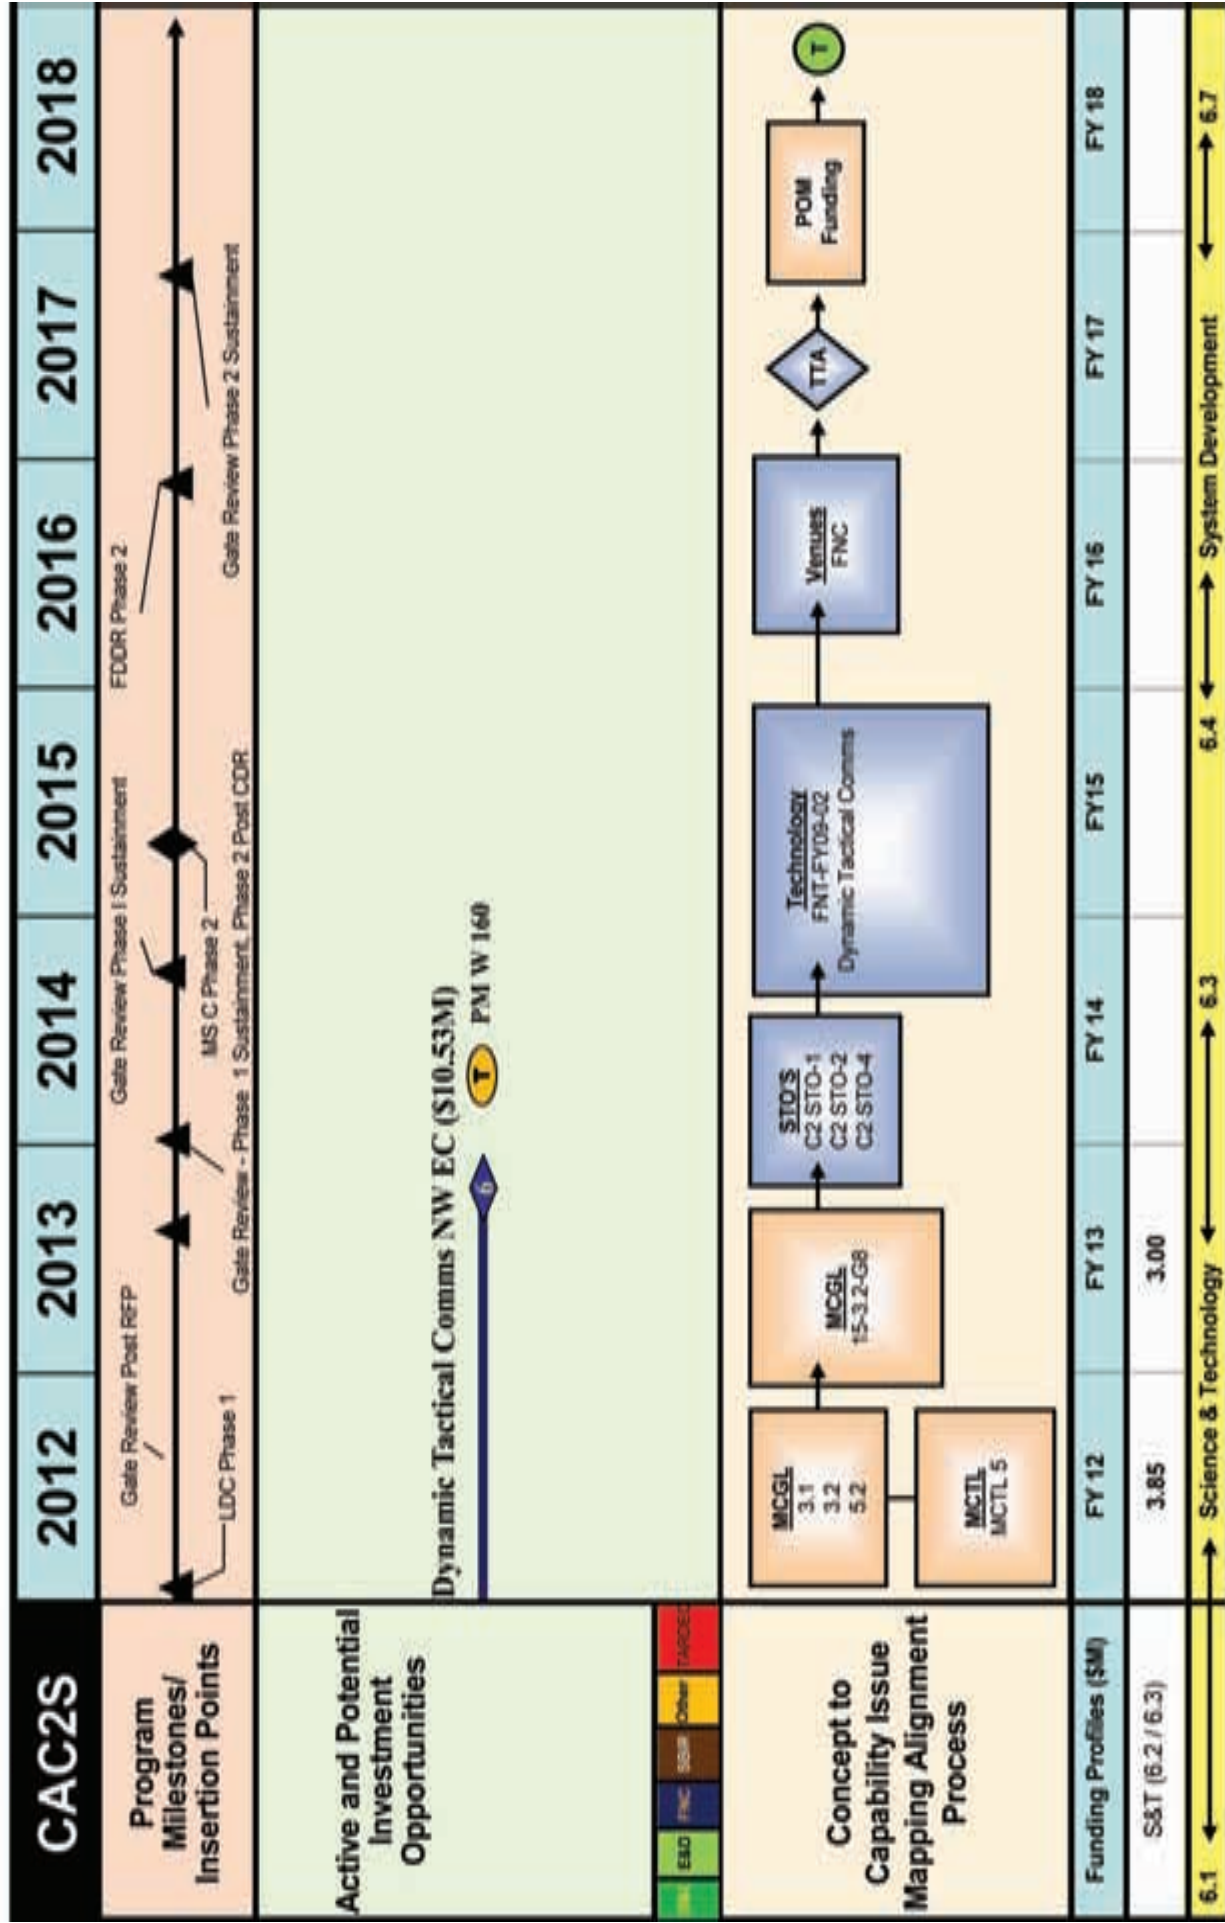 CAC2S
2012
2013
2014
2015
2016
2017
2018
Program
Milestones/
Insertion Points
Gate Review Post RFP
LDC Phase 1
Gate Review Phase I Sustainment
MS C Phase 2
Gate Review - Phase 1 Sustainment, Phase 2 Post CDR
FDDR Phase 2
Gate Review Phase 2 Sustainment
Active and Potential
Investment
Opportunities
Dynamic Tactical Comms NW EC ($10.53M)
6
T
PM W 160
E&D
FNC
SBIR
Other
TARDEC
Concept to
Capability Issue
Mapping Alignment
Process
MCGL
3.1
3.2
5.2
MCTL
MCTL 5
MCGL
15-3.2-G8
STO'S
C2 STO-1
C2 STO-2
C2 STO-4
Technology
FNT-FY09-02
Dynamic Tactical Comms
Venues
FNC
TTA
POM
Funding
T
Funding Profiles ($M)
FY 12
FY 13
FY 14
FY15
FY 16
FY 17
FY 18
S&T (6.2 / 6.3)
3.85
3.00
6.1
Science & Technology
6.3
6.4
System Development
6.7